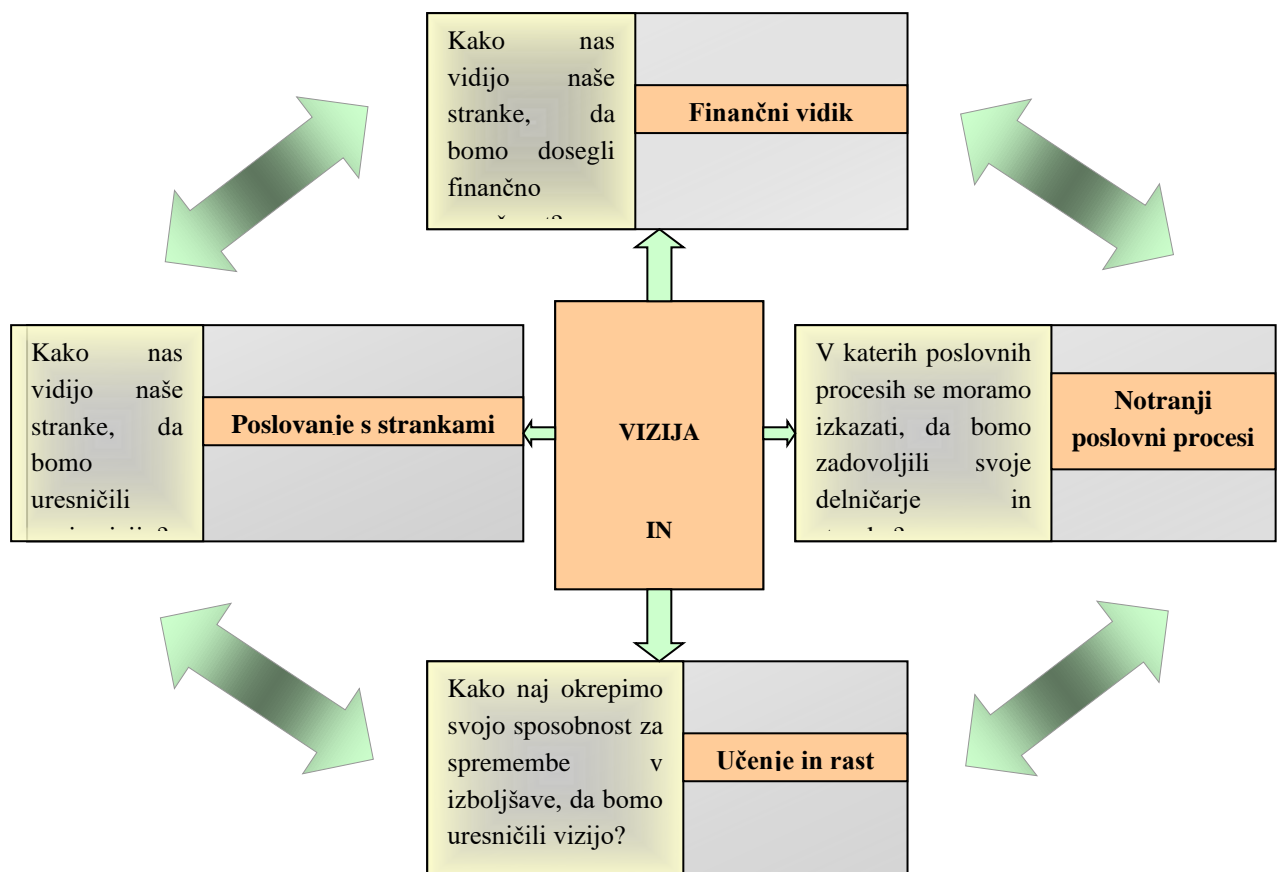 Kako nas
vidijo naše
stranke, da
bomo dosegli
finančno
Finančni vidik
Kako nas
vidijo naše
stranke, da
bomo
uresničili
Poslovanje s strankami
VIZIJA
IN
V katerih poslovnih
procesih se moramo
izkazati, da bomo
zadovoljili svoje
delničarje in
Notranji
poslovni procesi
Kako naj okrepimo
svojo sposobnost za
spremembe v
izboljšave, da bomo
uresničili vizijo?
Učenje in rast